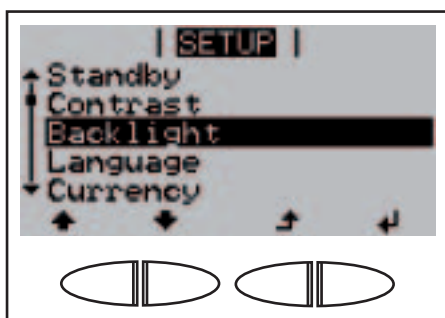 SETUP
Standby
Contrast
Backlight
Language
Currency